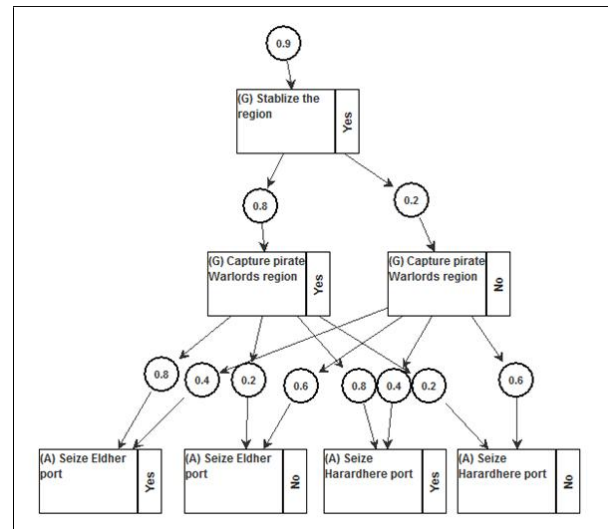 0.9
(G) Stablize the
region
Yes
0.8
0.2
(G) Capture pirate
Warlords region
Yes
(G) Capture pirate
Warlords region
No
0.8
0.4
0.2
0.6
0.8
0.4
0.2
0.6
(A) Seize Eldher
port
Yes
(A) Seize Eldher
port
No
(A) Seize
Harardhere port
Yes
(A) Seize
Harardhere port
No